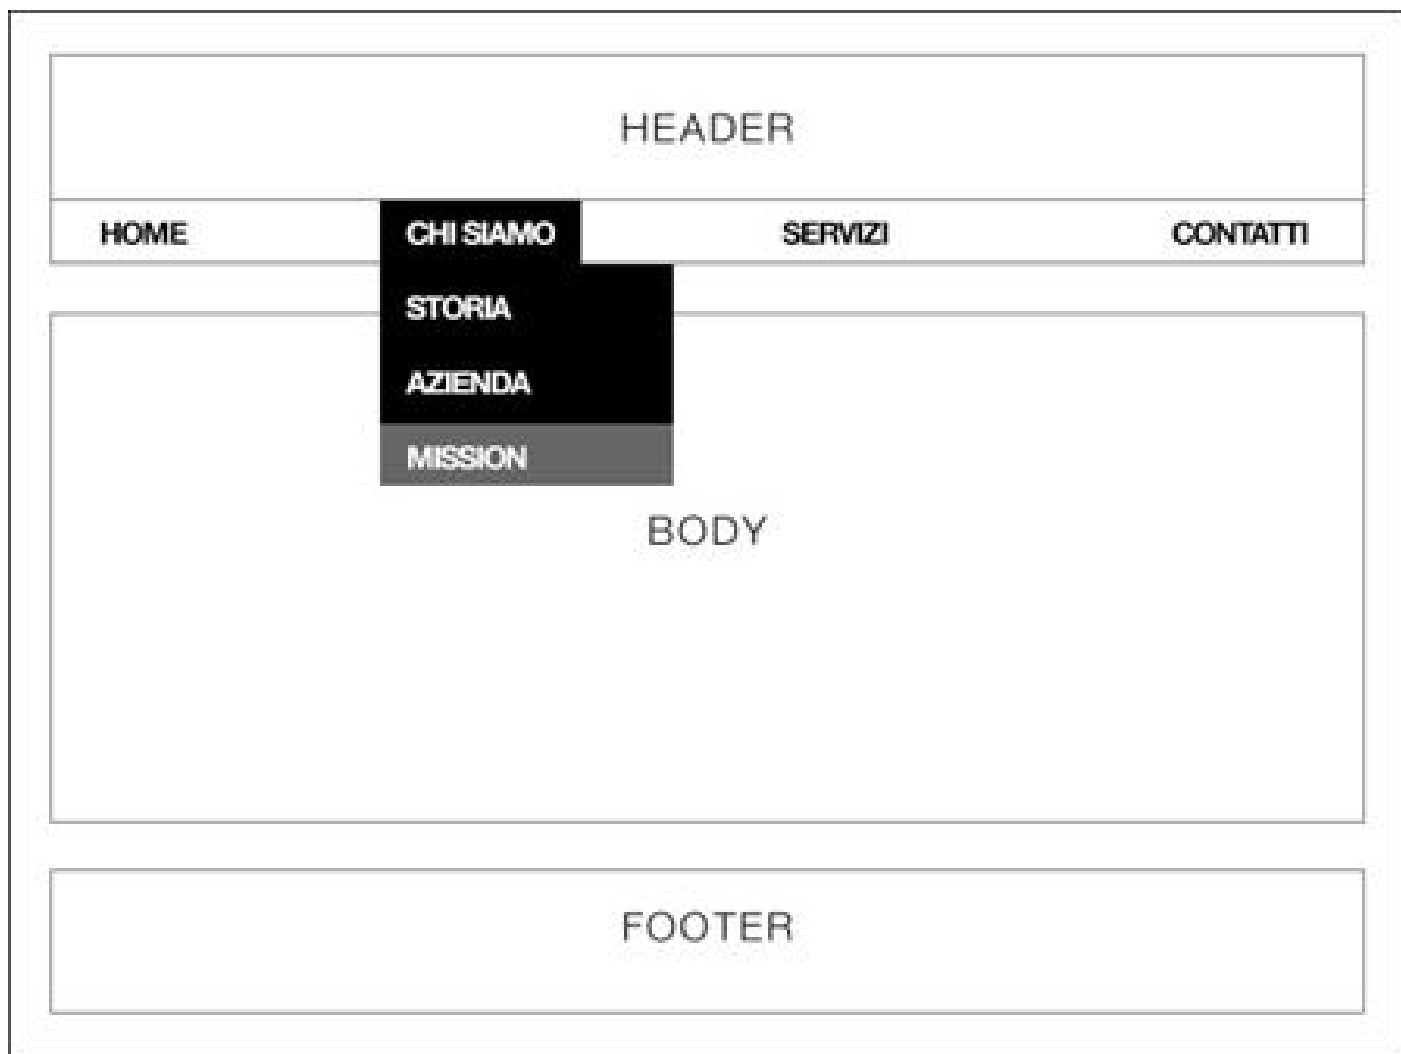 HEADER
HOME CHI SIAMO SERVIZI CONTATTI
STORIA
AZIENDA
MISSION
BODY
FOOTER